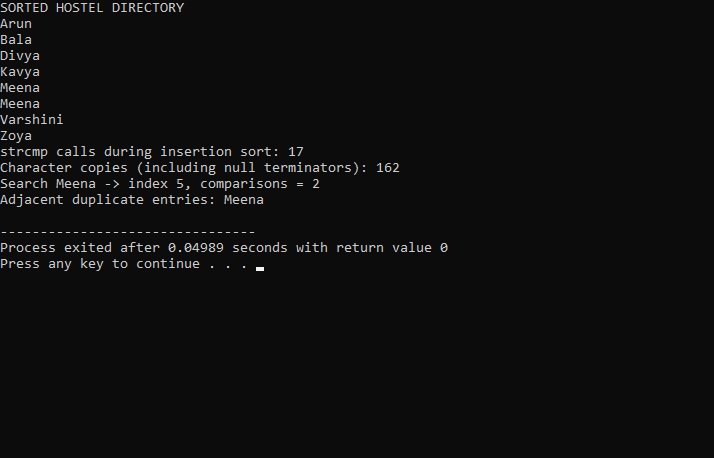 SORTED HOSTEL DIRECTORY
Arun
Bala
Divya
Kavya
Meena
Meena
Varshini
Zoya
strcmp calls during insertion sort: 17
Character copies (including null terminators): 162
Search Meena -> index 5, comparisons = 2
Adjacent duplicate entries: Meena

--------------------------------
Process exited after 0.04989 seconds with return value 0
Press any key to continue . . .